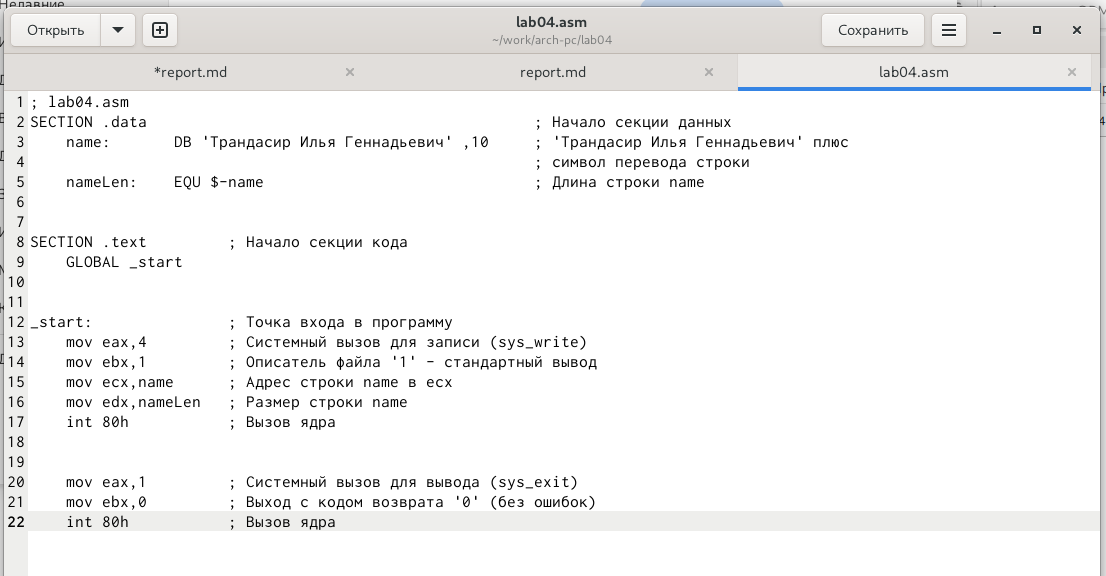 Открыть
lab04.asm
~/work/arch-pc/lab04
Сохранить
*report.md
report.md
lab04.asm
1 ; lab04.asm
2 SECTION .data ; Начало секции данных
3 name: DB 'Трандасир Илья Геннадьевич' ,10 ; 'Трандасир Илья Геннадьевич' плюс
4 ; символ перевода строки
5 nameLen: EQU $-name ; Длина строки name
6
7
8 SECTION .text ; Начало секции кода
9 GLOBAL _start
10
11
12 _start: ; Точка входа в программу
13 mov eax,4 ; Системный вызов для записи (sys_write)
14 mov ebx,1 ; Описатель файла '1' - стандартный вывод
15 mov ecx,name ; Адрес строки name в ecx
16 mov edx,nameLen ; Размер строки name
17 int 80h ; Вызов ядра
18
19
20 mov eax,1 ; Системный вызов для вывода (sys_exit)
21 mov ebx,0 ; Выход с кодом возврата '0' (без ошибок)
22 int 80h ; Вызов ядра